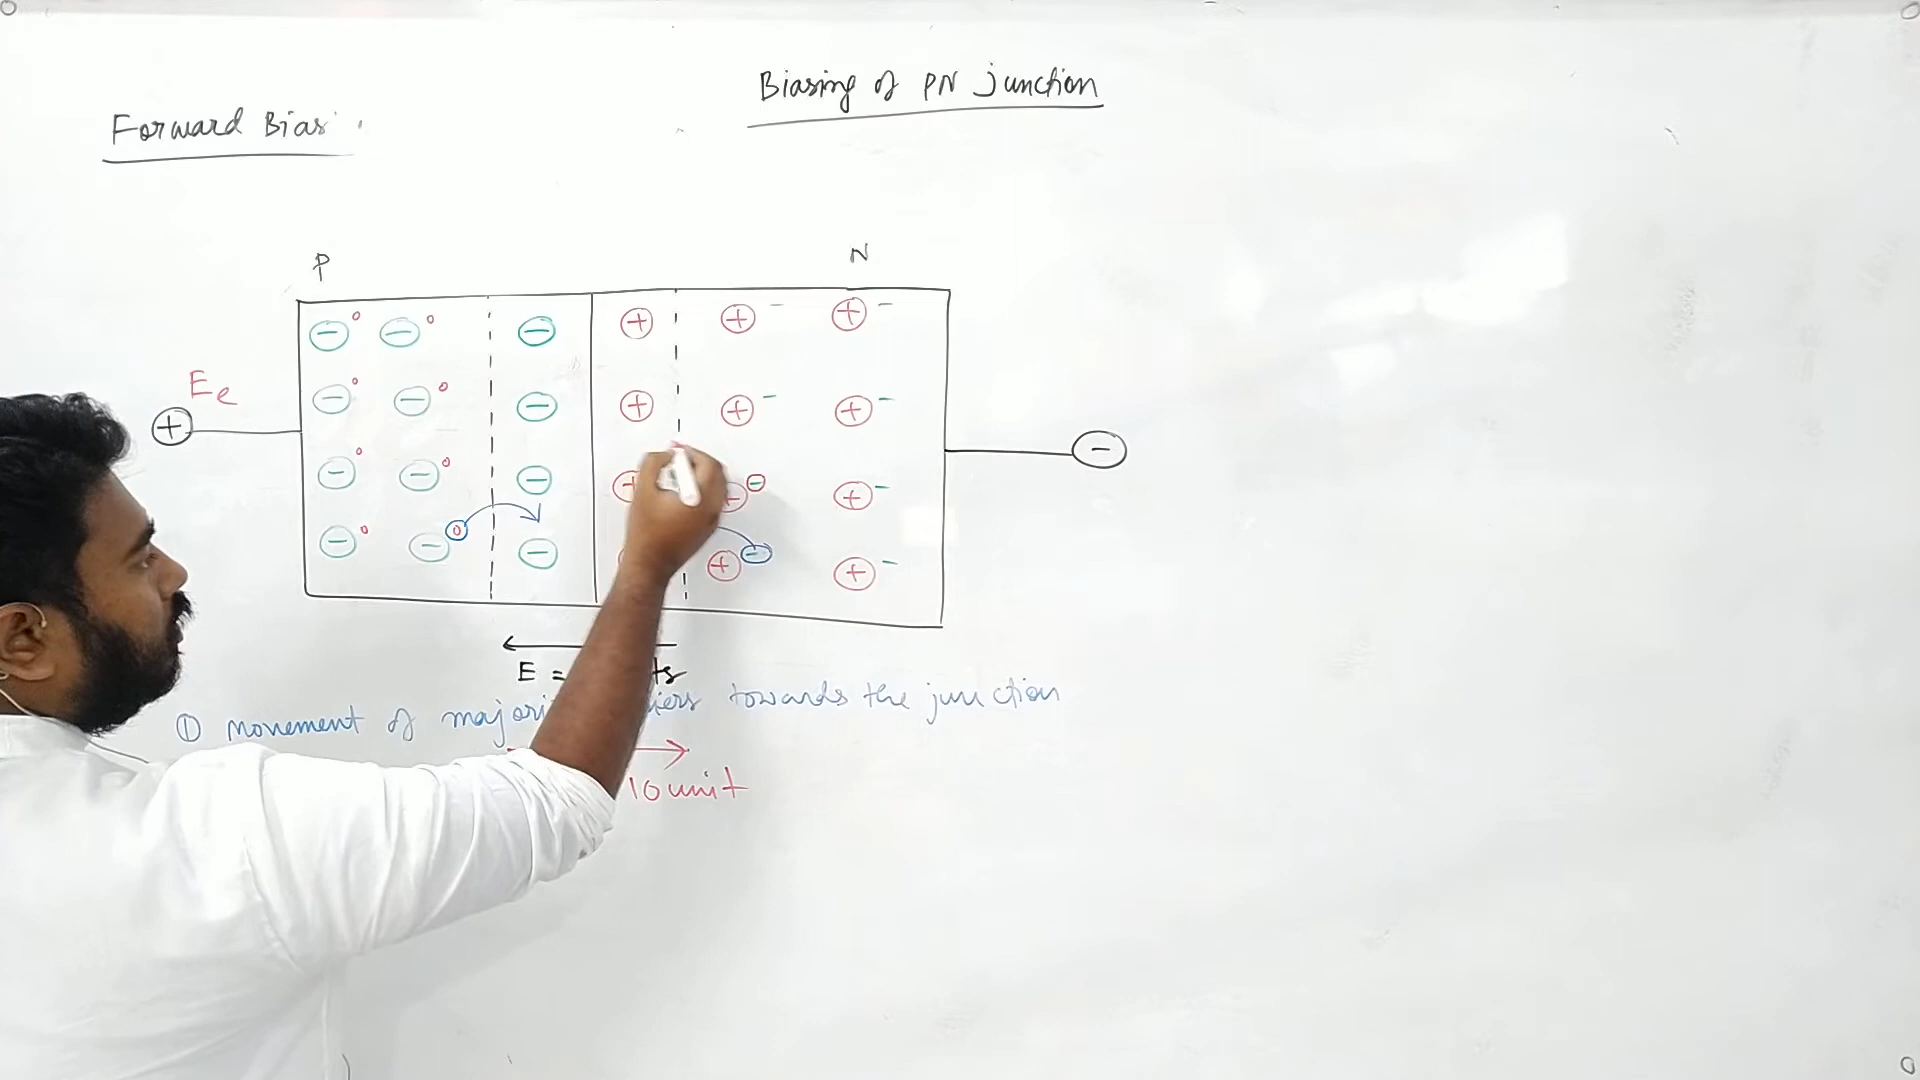 Biasing of PN junction
Forward Bias
P N
Ee
+ -
E =
① Movement of towards the junction
10 unit